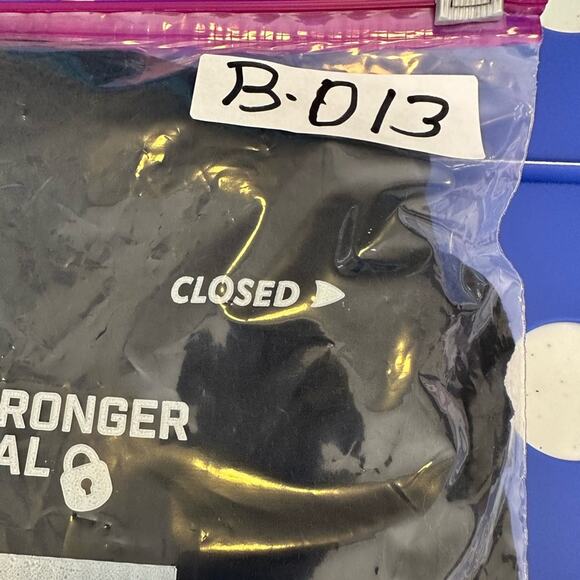 B-013
CLOSED
RONGER
AL